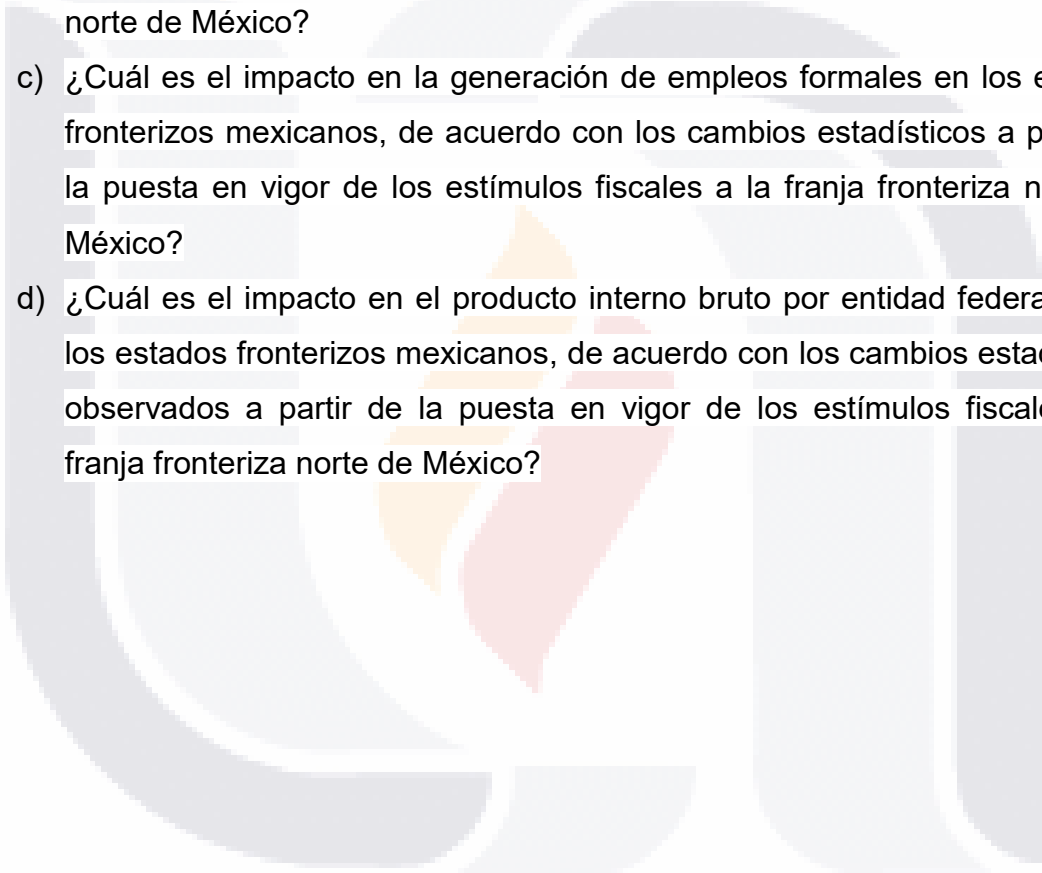 norte de México?
c) ¿Cuál es el impacto en la generación de empleos formales en los
fronterizos mexicanos, de acuerdo con los cambios estadísticos a
la puesta en vigor de los estímulos fiscales a la franja fronteriza
México?
d) ¿Cuál es el impacto en el producto interno bruto por entidad
los estados fronterizos mexicanos, de acuerdo con los cambios
observados a partir de la puesta en vigor de los estímulos
franja fronteriza norte de México?